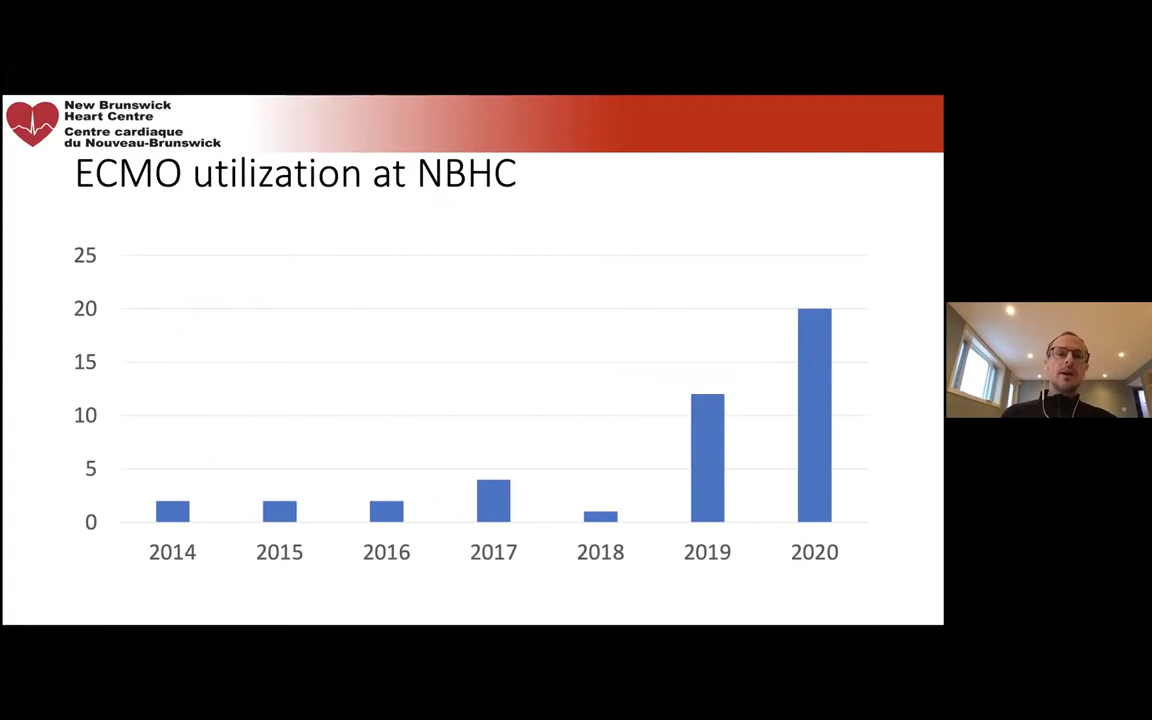 New Brunswick
Heart Centre
Centre cardiaque
du Nouveau-Brunswick
ECMO utilization at NBHC
25
20
15
10
5
0
2014 2015 2016 2017 2018 2019 2020